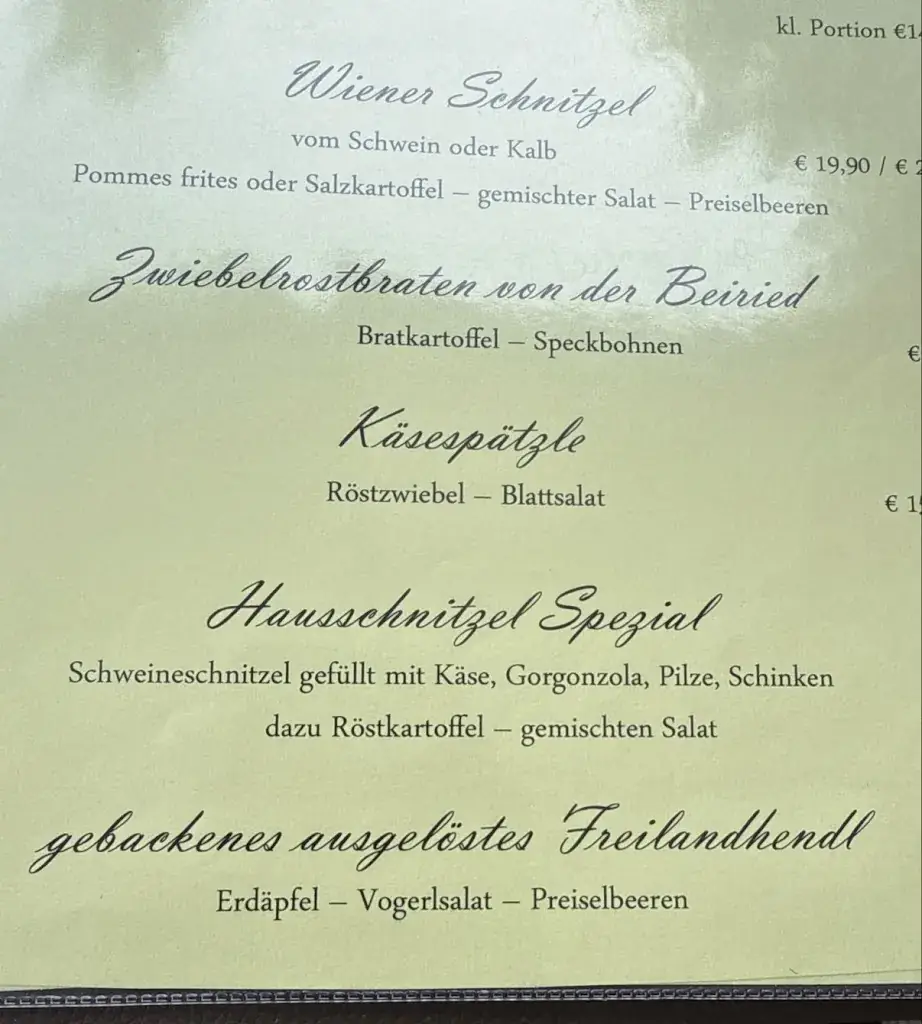 kl. Portion
Wiener Schnitzel
vom Schwein oder Kalb
€ 19,90 / €
Pommes frites oder Salzkartoffel – gemischter Salat – Preiselbeeren
Zwiebelrostbraten von der Beiried
Bratkartoffel – Speckbohnen
€
Käsespätzle
Röstzwiebel – Blattsalat
€
Hausschnitzel Spezial
Schweineschnitzel gefüllt mit Käse, Gorgonzola, Pilze, Schinken
dazu Röstkartoffel – gemischten Salat
gebackenes ausgelöstes Freilandhendl
Erdäpfel – Vogerlsalat – Preiselbeeren